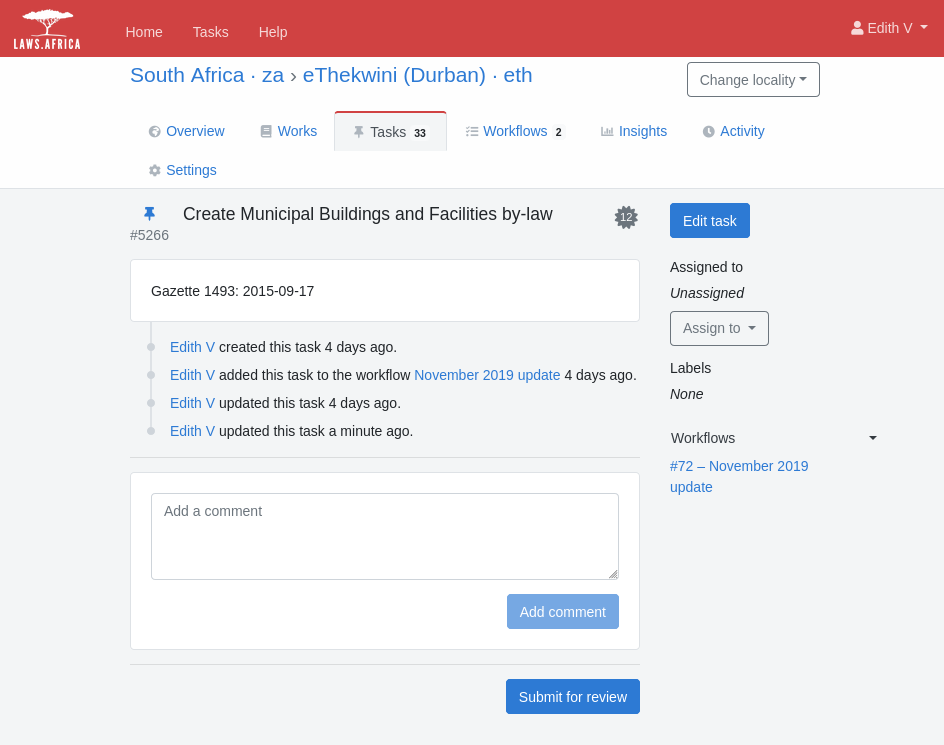 LAWS.AFRICA
Home Tasks Help
Edith V
South Africa · za › eThekwini (Durban) · eth
Change locality
Overview Works Tasks 33 Workflows 2 Insights Activity
Settings
Create Municipal Buildings and Facilities by-law
12
#5266
Gazette 1493: 2015-09-17
Edith V created this task 4 days ago.
Edith V added this task to the workflow November 2019 update 4 days ago.
Edith V updated this task 4 days ago.
Edith V updated this task a minute ago.
Add a comment
Add comment
Submit for review
Edit task
Assigned to
Unassigned
Assign to
Labels
None
Workflows
#72 – November 2019
update